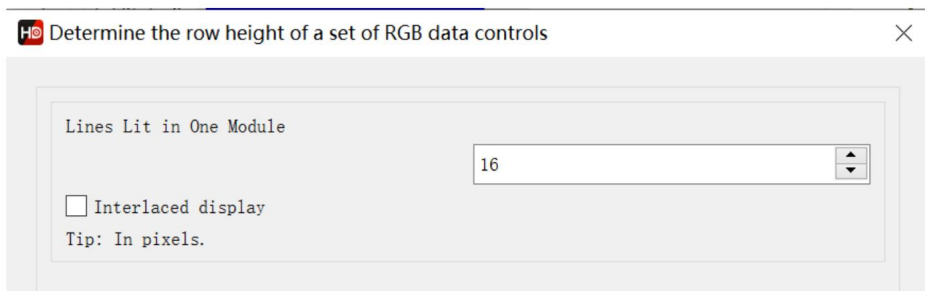 HD Determine the row height of a set of RGB data controls
Lines Lit in One Module
16
Interlaced display
Tip: In pixels.